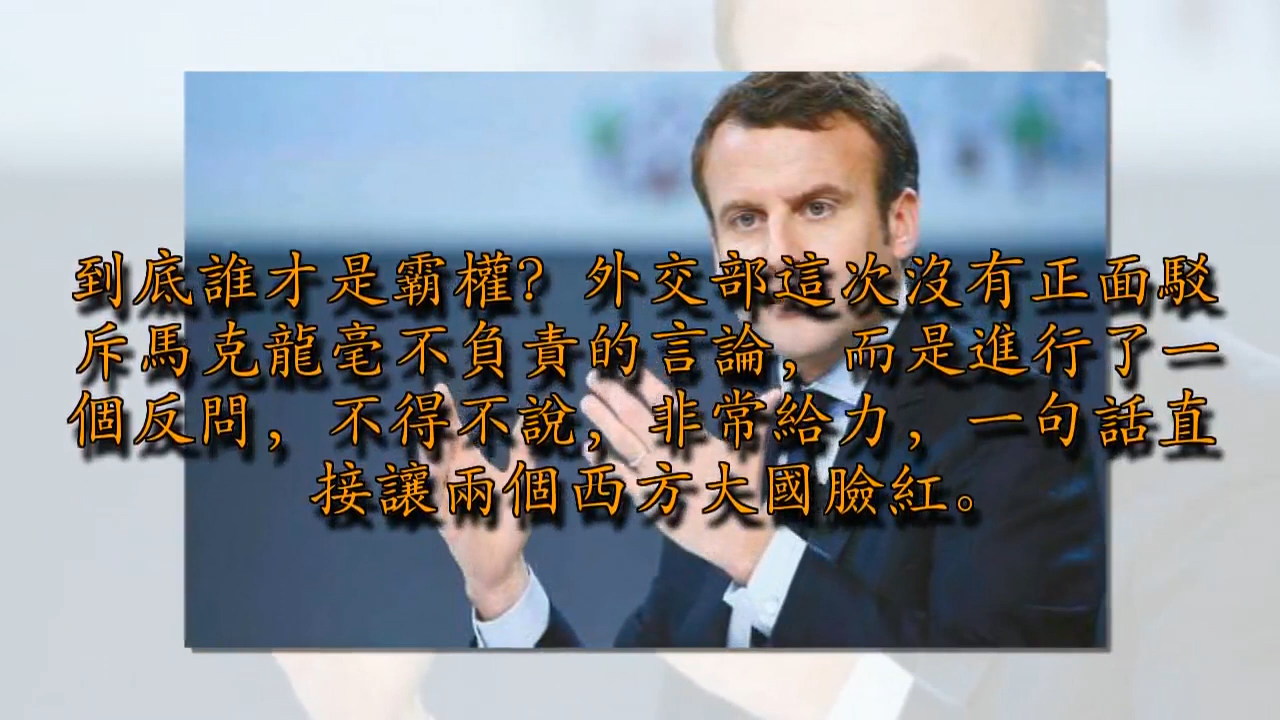 到底誰才是霸權？外交部這次沒有正面駁
斥馬克龍毫不負責的言論，而是進行了一
個反問，不得不說，非常給力，一句話直
接讓兩個西方大國臉紅。